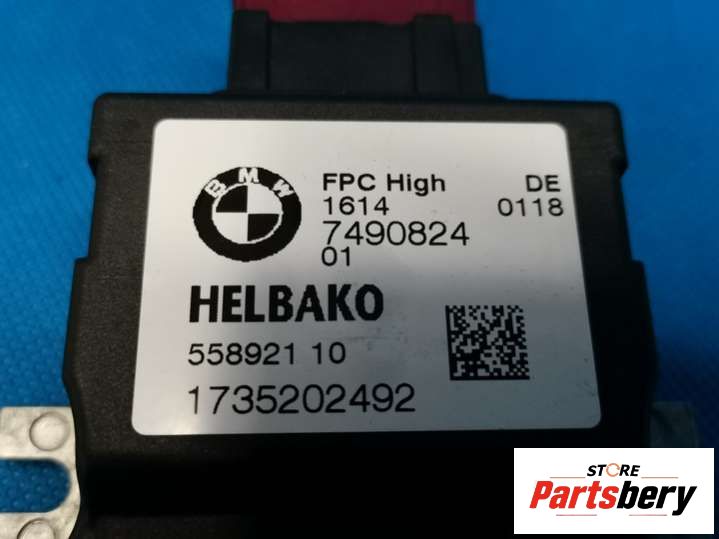 BMW
FPC High DE
1614 0118
7490824
01
HELBAKO
558921 10
1735202492
STORE
Partsbery